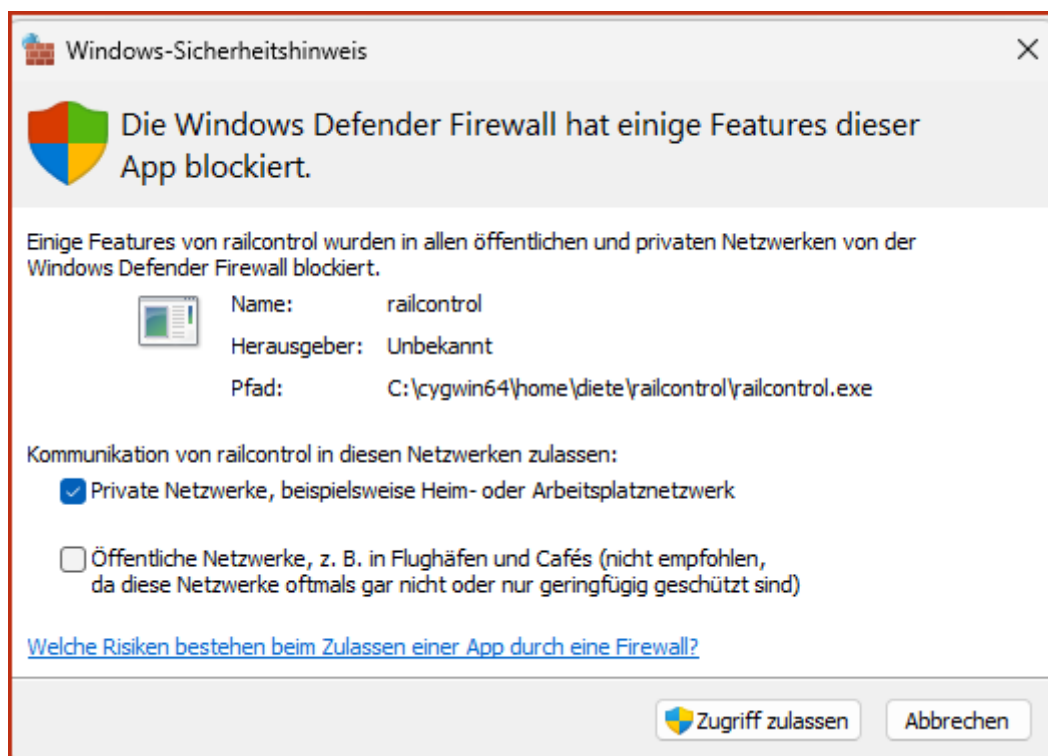 Windows-Sicherheitshinweis
Die Windows Defender Firewall hat einige Features dieser
App blockiert.
Einige Features von railcontrol wurden in allen öffentlichen und privaten Netzwerken von der
Windows Defender Firewall blockiert.
Name: railcontrol
Herausgeber: Unbekannt
Pfad: C:\cygwin64\home\diete\railcontrol\railcontrol.exe
Kommunikation von railcontrol in diesen Netzwerken zulassen:
Private Netzwerke, beispielsweise Heim- oder Arbeitsplatznetzwerk
Öffentliche Netzwerke, z. B. in Flughäfen und Cafés (nicht empfohlen,
da diese Netzwerke oftmals gar nicht oder nur geringfügig geschützt sind)
Welche Risiken bestehen beim Zulassen einer App durch eine Firewall?
Zugriff zulassen Abbrechen